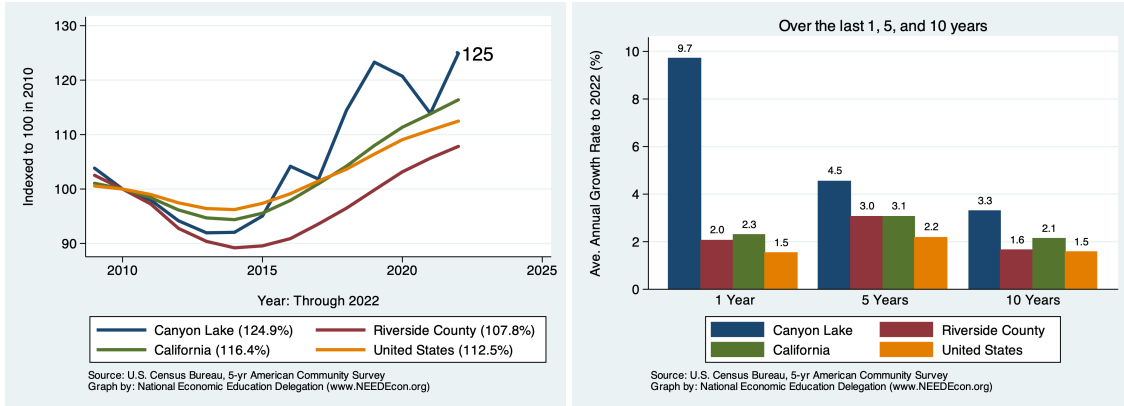 Indexed to 100 in 2010
130
120
110
100
90
125
2010 2015 2020 2025
Year: Through 2022
Canyon Lake (124.9%) Riverside County (107.8%)
California (116.4%) United States (112.5%)
Source: U.S. Census Bureau, 5-yr American Community Survey
Graph by: National Economic Education Delegation (www.NEEDEcon.org)
Over the last 1, 5, and 10 years
Ave. Annual Growth Rate to 2022 (%)
10
8
6
4
2
0
9.7 2.0 2.3 1.5
4.5 3.0 3.1 2.2
3.3 1.6 2.1 1.5
1 Year 5 Years 10 Years
Canyon Lake Riverside County
California United States
Source: U.S. Census Bureau, 5-yr American Community Survey
Graph by: National Economic Education Delegation (www.NEEDEcon.org)